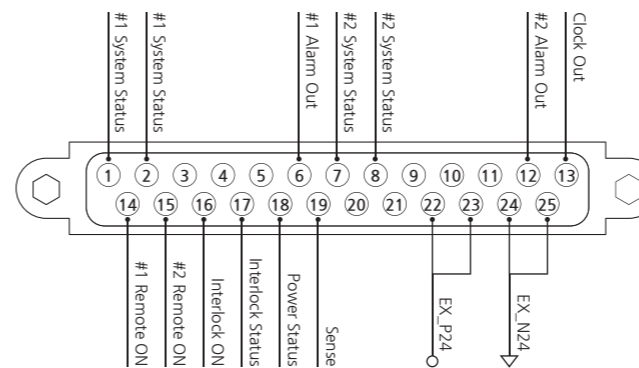 #1 System Status
#1 System Status
#1 Alarm Out
#2 System Status
#2 System Status
#2 Alarm Out
Clock Out
1 2 3 4 5 6 7 8 9 10 11 12 13
14 15 16 17 18 19 20 21 22 23 24 25
#1 Remote ON
#2 Remote ON
Interlock ON
Interlock Status
Power Status
Sense
EX_P24
EX_N24